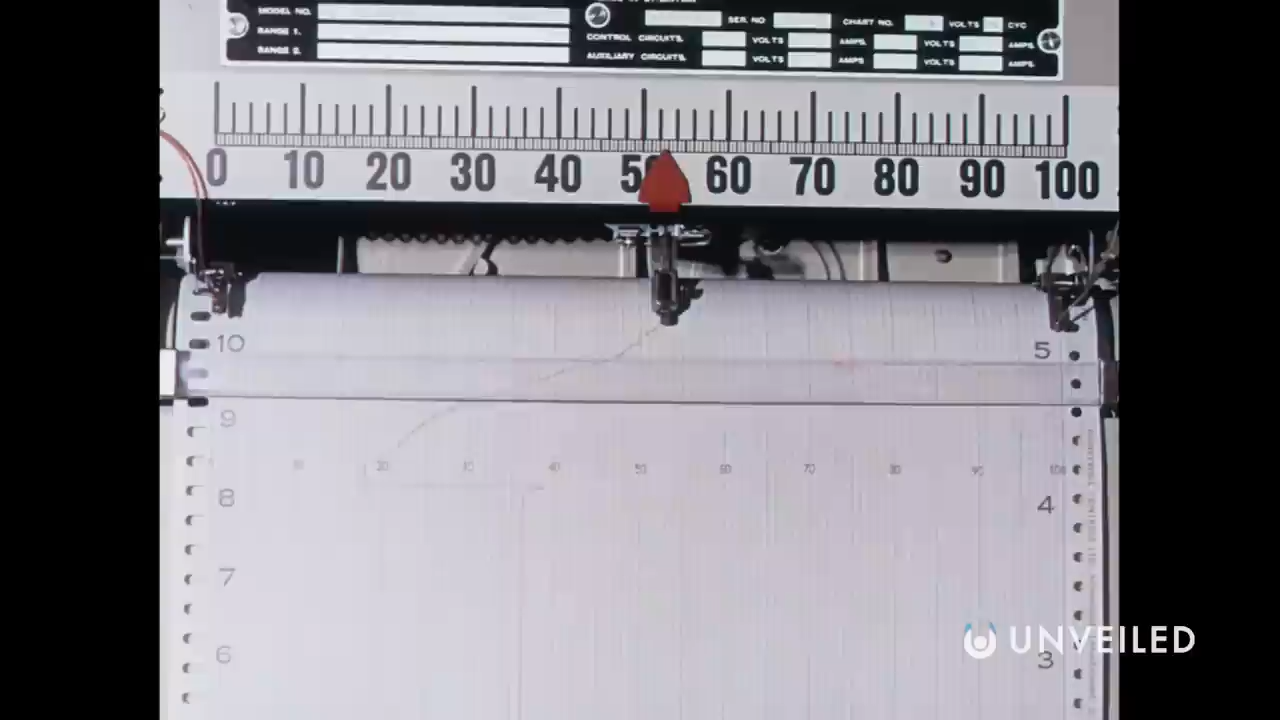 MODEL NO. SER. NO CHART NO. VOLTS CYC
RANGE 1. CONTROL CIRCUITS. VOLTS AMPS. VOLTS AMPS.
RANGE 2. AUXILIARY CIRCUITS. VOLTS AMPS VOLTS AMPS.
0 10 20 30 40 50 60 70 80 90 100
10 5
9
40 50 60 70 80 90 100
8 4
7
UNVEILED
6 3